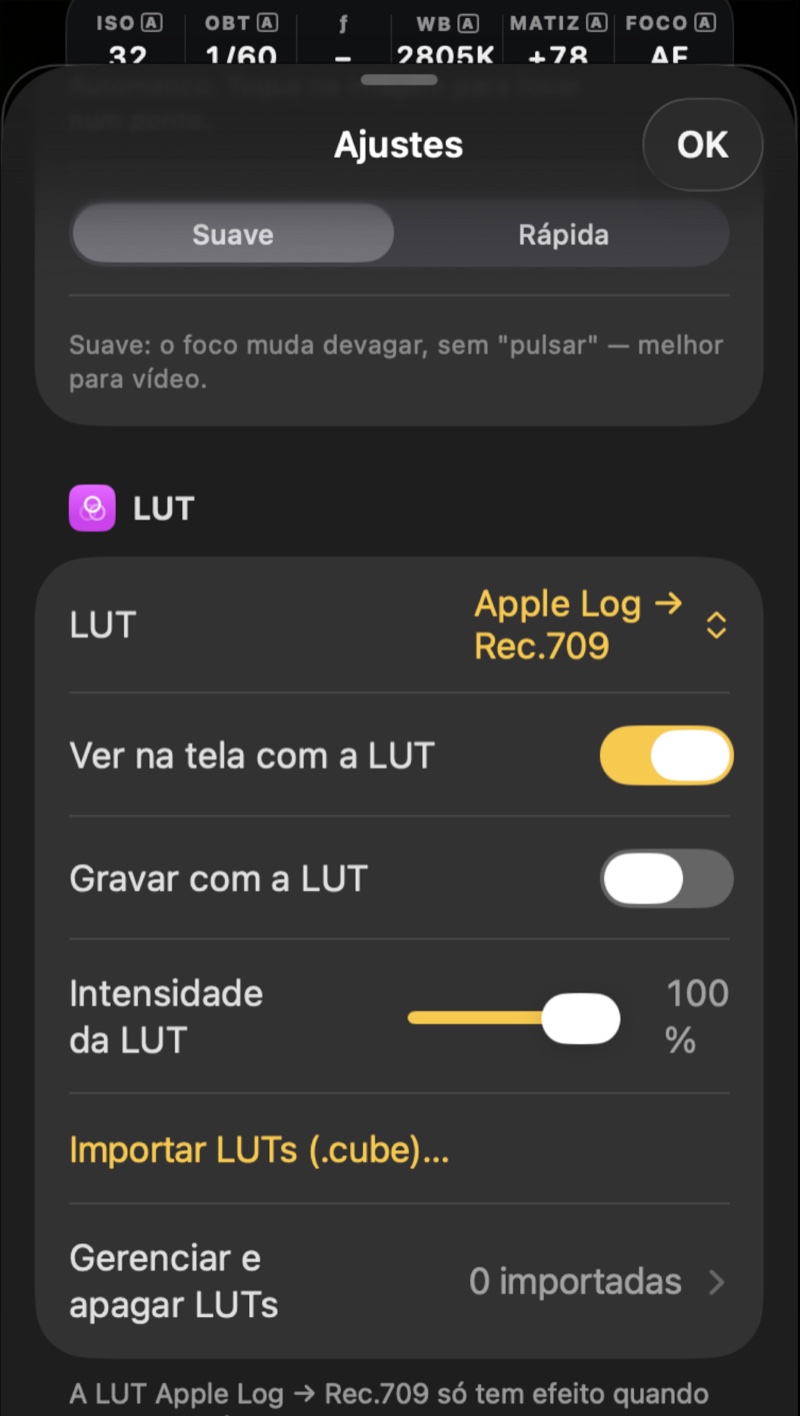 ISO A OBT A ƒ WB A MATIZ A FOCO A
32 1/60 – 2805K +78 AF
Ajustes
OK
Suave Rápida
Suave: o foco muda devagar, sem "pulsar" — melhor
para vídeo.
LUT
LUT
Apple Log →
Rec.709
Ver na tela com a LUT
Gravar com a LUT
Intensidade
da LUT
100
%
Importar LUTs (.cube)...
Gerenciar e
apagar LUTs
0 importadas
A LUT Apple Log → Rec.709 só tem efeito quando